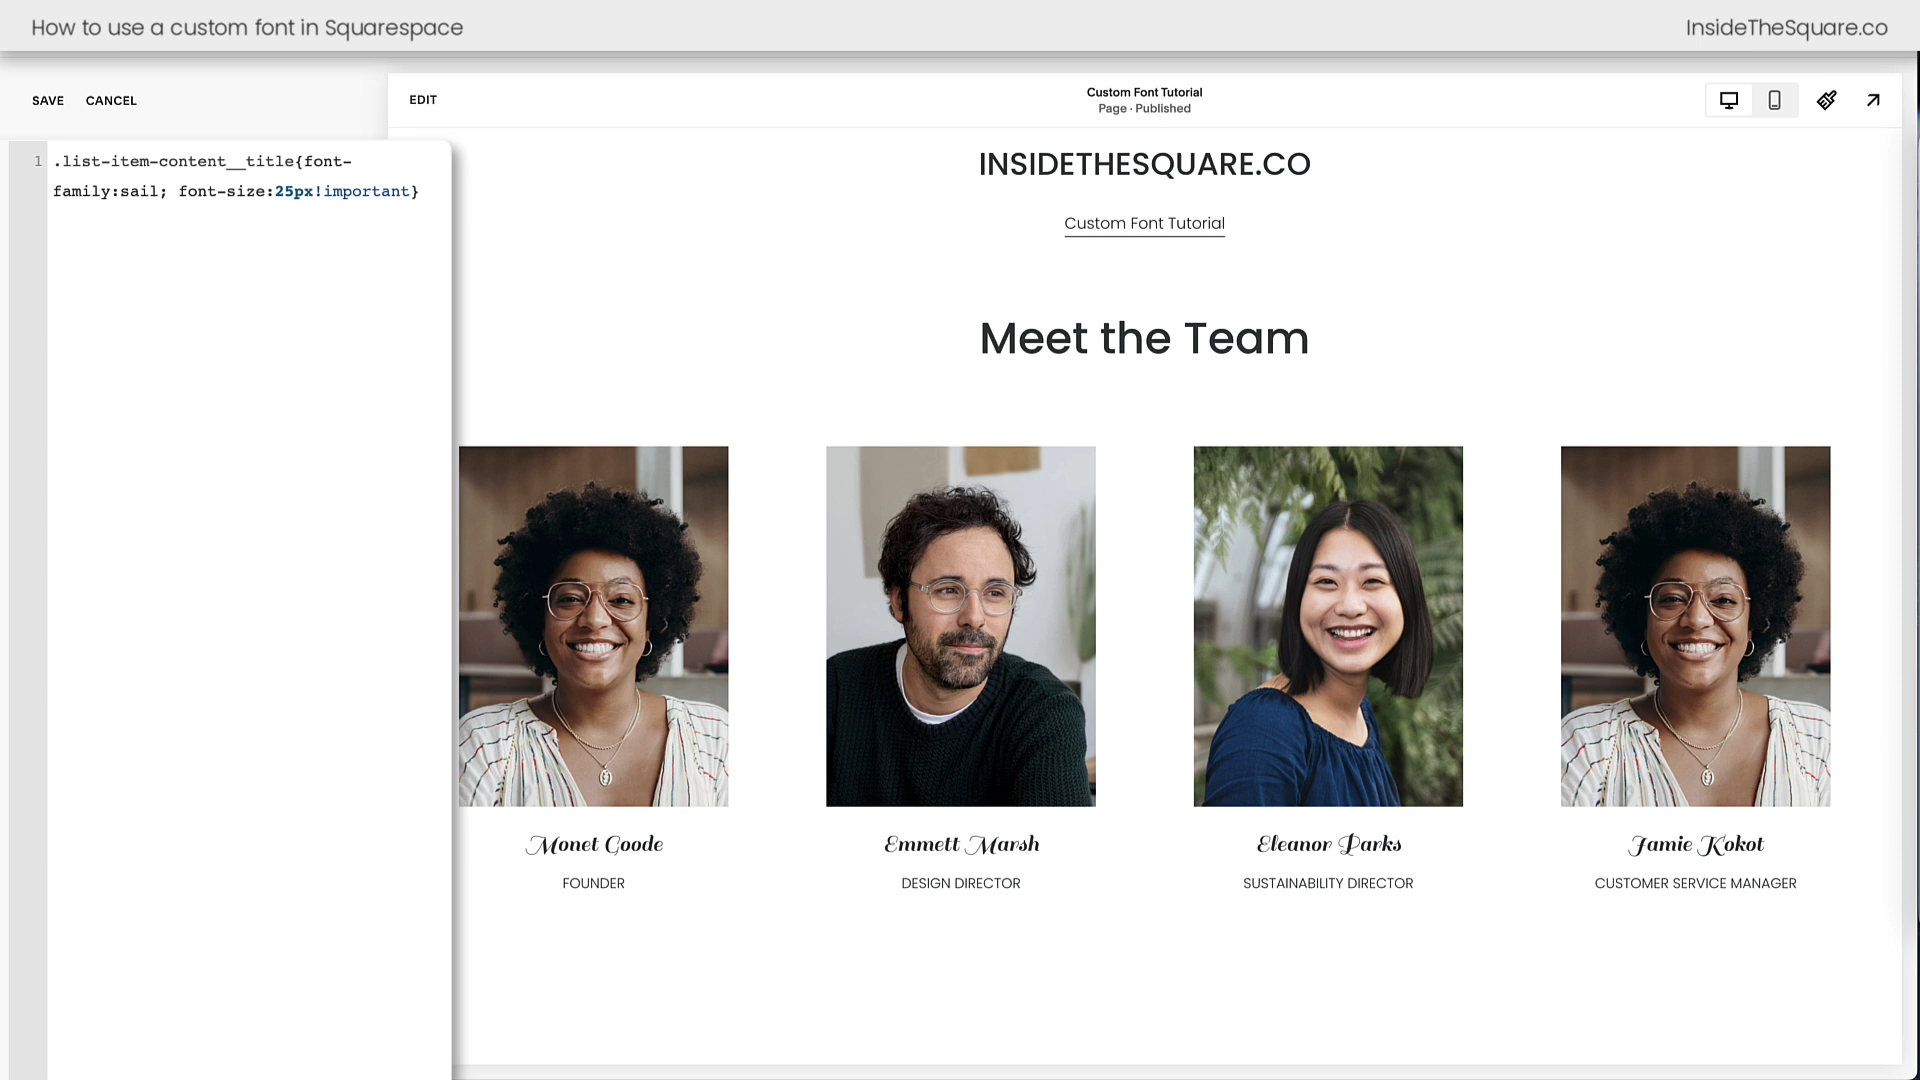 How to use a custom font in Squarespace
InsideTheSquare.co
SAVE CANCEL
EDIT
Custom Font Tutorial
Page · Published
1 .list-item-content__title{font-
family:sail; font-size:25px!important}
INSIDETHESQUARE.CO
Custom Font Tutorial
Meet the Team
Monet Goode
FOUNDER
Emmett Marsh
DESIGN DIRECTOR
Eleanor Parks
SUSTAINABILITY DIRECTOR
Jamie Kokot
CUSTOMER SERVICE MANAGER